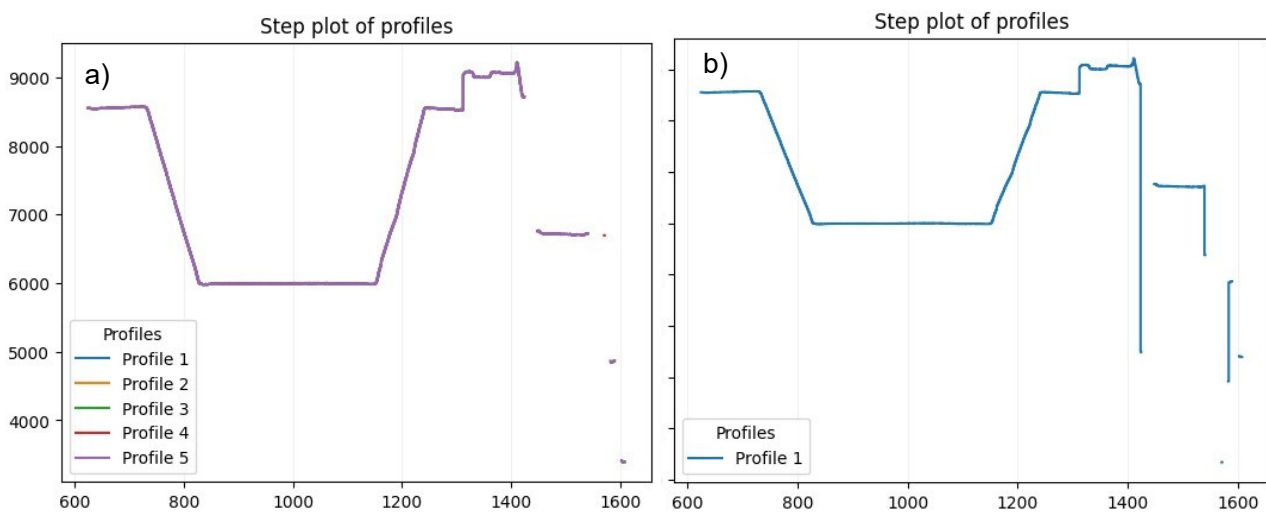 Step plot of profiles
a)
9000
8000
7000
6000
5000
4000
Profiles
Profile 1
Profile 2
Profile 3
Profile 4
Profile 5
600 800 1000 1200 1400 1600
Step plot of profiles
b)
Profiles
Profile 1
600 800 1000 1200 1400 1600